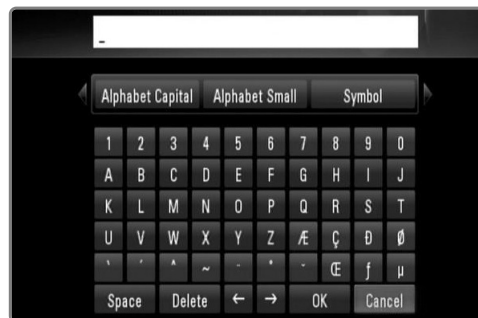 _
Alphabet Capital Alphabet Small Symbol
1 2 3 4 5 6 7 8 9 0
A B C D E F G H I J
K L M N O P Q R S T
U V W X Y Z Æ Ç Ð Ø
` ´ ^ ~ ¨ ° ˇ Œ ƒ µ
Space Delete ← → OK Cancel